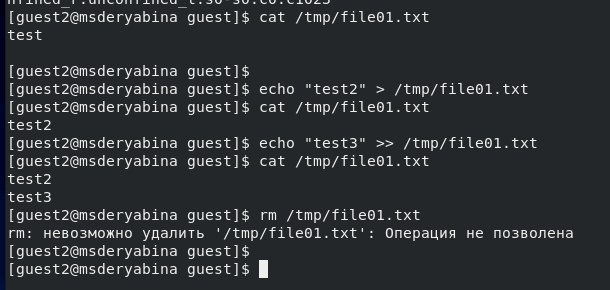 [guest2@msderyabina guest]$ cat /tmp/file01.txt
test
[guest2@msderyabina guest]$
[guest2@msderyabina guest]$ echo "test2" > /tmp/file01.txt
[guest2@msderyabina guest]$ cat /tmp/file01.txt
test2
[guest2@msderyabina guest]$ echo "test3" >> /tmp/file01.txt
[guest2@msderyabina guest]$ cat /tmp/file01.txt
test2
test3
[guest2@msderyabina guest]$ rm /tmp/file01.txt
rm: невозможно удалить '/tmp/file01.txt': Операция не позволена
[guest2@msderyabina guest]$
[guest2@msderyabina guest]$